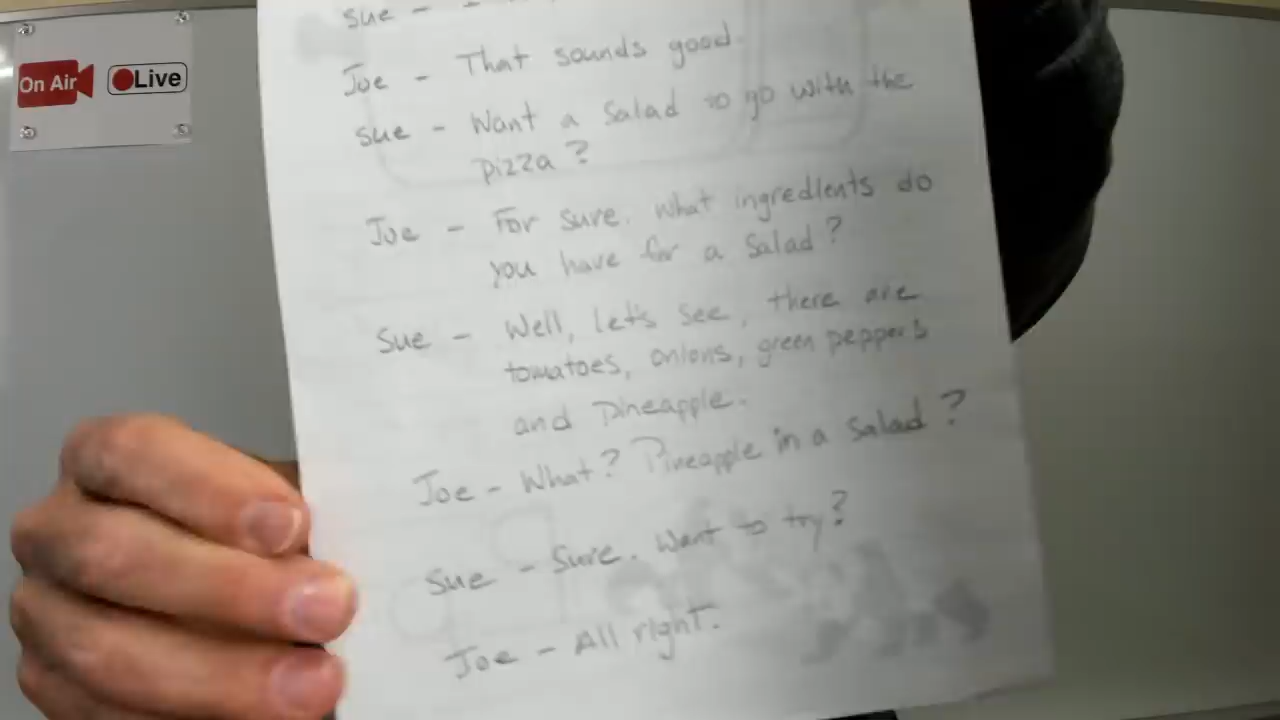 On Air Live
sue -
Joe - That sounds good.
sue - Want a salad to go with the
pizza?
Joe - For sure. What ingredients do
you have for a salad?
Sue - Well, let's see, there are
tomatoes, onions, green peppers
and pineapple.
Joe - What? Pineapple in a salad?
Sue - Sure. Want to try?
Joe - All right.